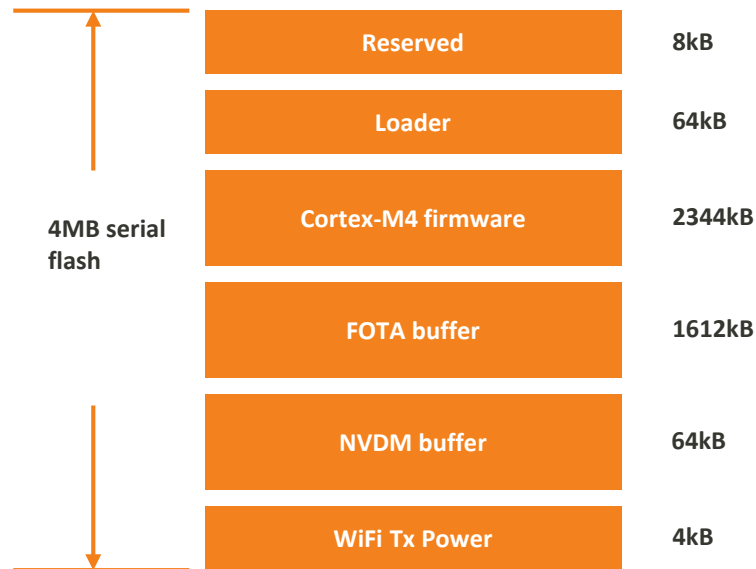 Reserved 8kB
Loader 64kB
4MB serial
flash
Cortex-M4 firmware 2344kB
FOTA buffer 1612kB
NVDM buffer 64kB
WiFi Tx Power 4kB